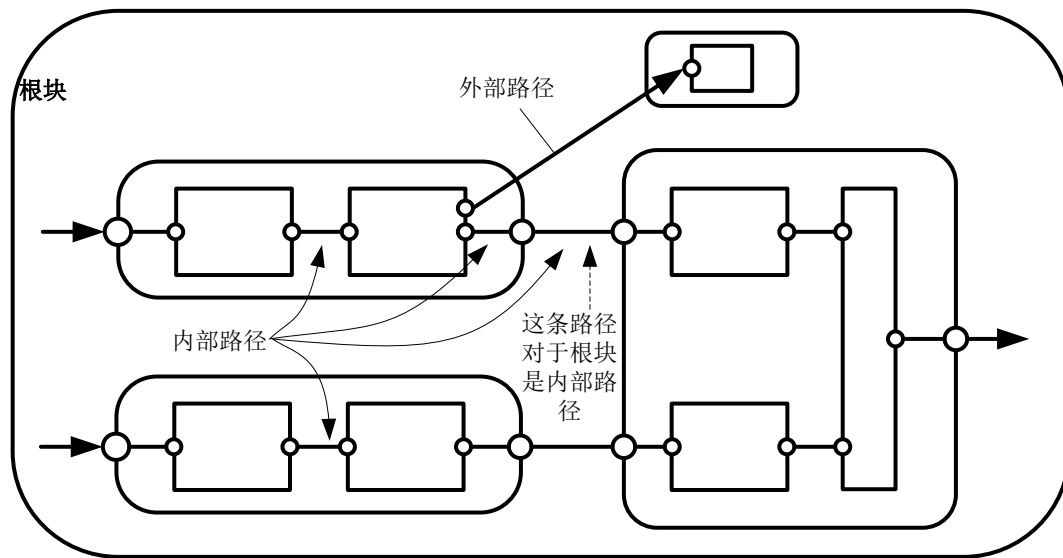 根块
外部路径
内部路径
这条路径
对于根块
是内部路
径